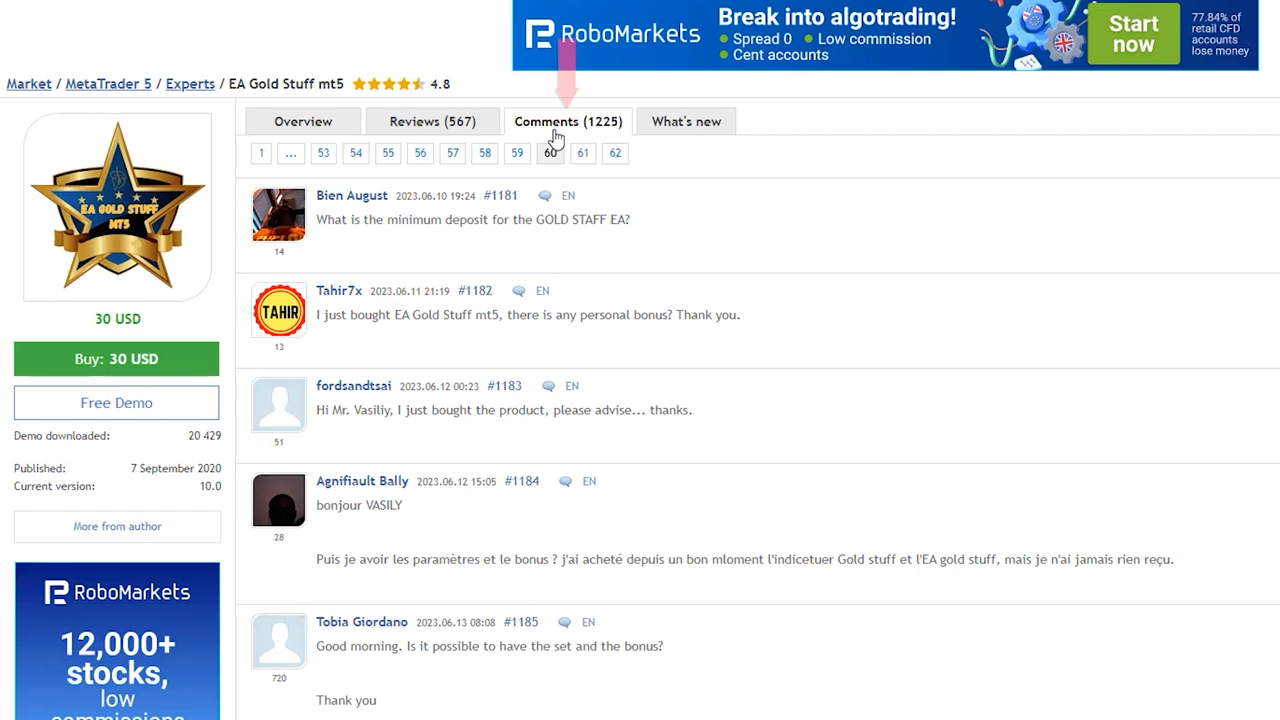 RoboMarkets
Break into algotrading!
Spread 0 Low commission
Cent accounts
Start now
77.84% of
retail CFD
accounts
lose money
Market / MetaTrader 5 / Experts / EA Gold Stuff mt5 4.8
EA GOLD STUFF
MT5
30 USD
Buy: 30 USD
Free Demo
Demo downloaded: 20 429
Published: 7 September 2020
Current version: 10.0
More from author
RoboMarkets
12,000+
stocks,
low
commissions
Overview Reviews (567) Comments (1225) What's new
1 ... 53 54 55 56 57 58 59 60 61 62
Bien August 2023.06.10 19:24 #1181 EN
What is the minimum deposit for the GOLD STAFF EA?
14
Tahir7x 2023.06.11 21:19 #1182 EN
TAHIR
I just bought EA Gold Stuff mt5, there is any personal bonus? Thank you.
13
fordsandtsai 2023.06.12 00:23 #1183 EN
Hi Mr. Vasiliy, I just bought the product, please advise... thanks.
51
Agnifiault Bally 2023.06.12 15:05 #1184 EN
bonjour VASILY
28
Puis je avoir les paramètres et le bonus ? j'ai acheté depuis un bon mloment l'indicetuer Gold stuff et l'EA gold stuff, mais je n'ai jamais rien reçu.
Tobia Giordano 2023.06.13 08:08 #1185 EN
Good morning. Is it possible to have the set and the bonus?
720
Thank you